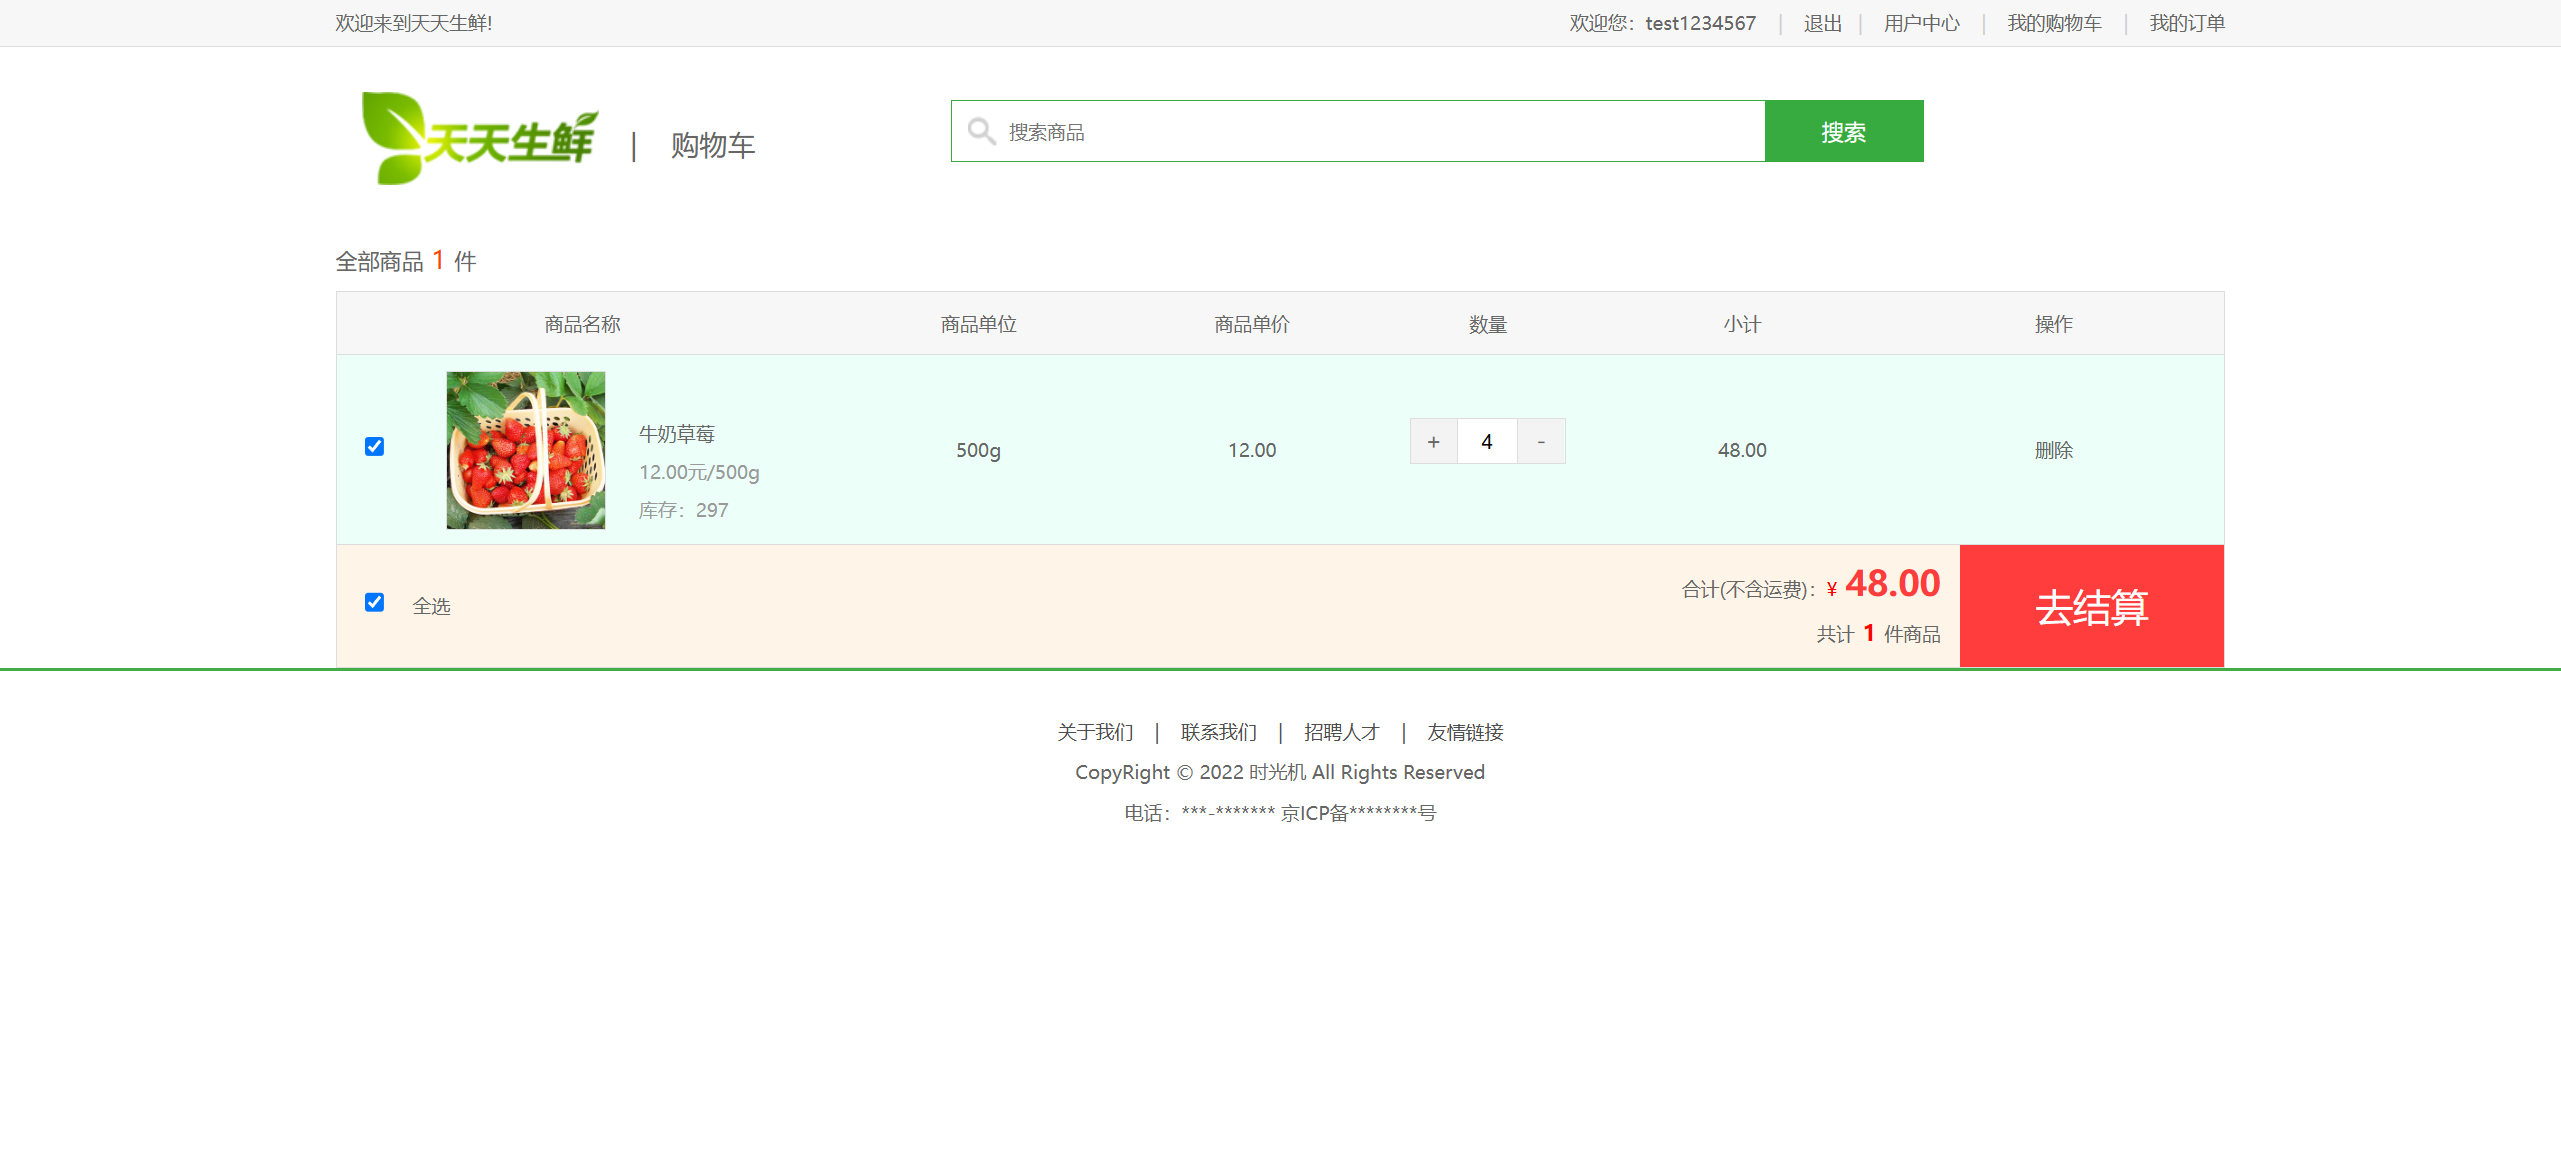 欢迎来到天天生鲜!
欢迎您：test1234567 | 退出 | 用户中心 | 我的购物车 | 我的订单
天天生鲜 | 购物车
搜索商品 搜索
全部商品 1 件
商品名称 商品单位 商品单价 数量 小计 操作
牛奶草莓
12.00元/500g
库存：297
500g 12.00 + 4 - 48.00 删除
全选
合计(不含运费)：¥ 48.00
共计 1 件商品
去结算
关于我们 | 联系我们 | 招聘人才 | 友情链接
CopyRight © 2022 时光机 All Rights Reserved
电话：***-******* 京ICP备********号